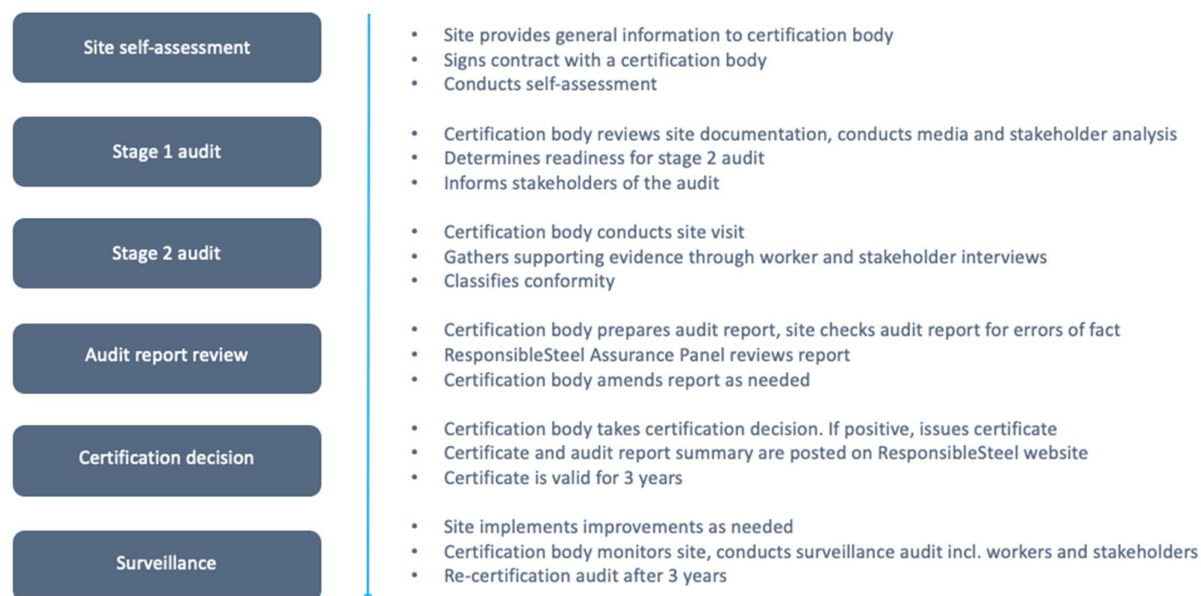 Site self-assessment
• Site provides general information to certification body
• Signs contract with a certification body
• Conducts self-assessment
Stage 1 audit
• Certification body reviews site documentation, conducts media and stakeholder analysis
• Determines readiness for stage 2 audit
• Informs stakeholders of the audit
Stage 2 audit
• Certification body conducts site visit
• Gathers supporting evidence through worker and stakeholder interviews
• Classifies conformity
Audit report review
• Certification body prepares audit report, site checks audit report for errors of fact
• ResponsibleSteel Assurance Panel reviews report
• Certification body amends report as needed
Certification decision
• Certification body takes certification decision. If positive, issues certificate
• Certificate and audit report summary are posted on ResponsibleSteel website
• Certificate is valid for 3 years
Surveillance
• Site implements improvements as needed
• Certification body monitors site, conducts surveillance audit incl. workers and stakeholders
• Re-certification audit after 3 years